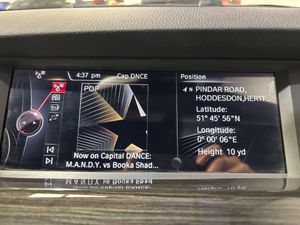 4:37 pm
Cap DNCE
Position
POP
PINDAR ROAD,
HODDESDON,HERTF...
Latitude:
51° 45' 56"N
Longitude:
0° 00' 06"E
Height 10 yd
Now on Capital DANCE:
M.A.N.D.Y. vs Booka Shad...